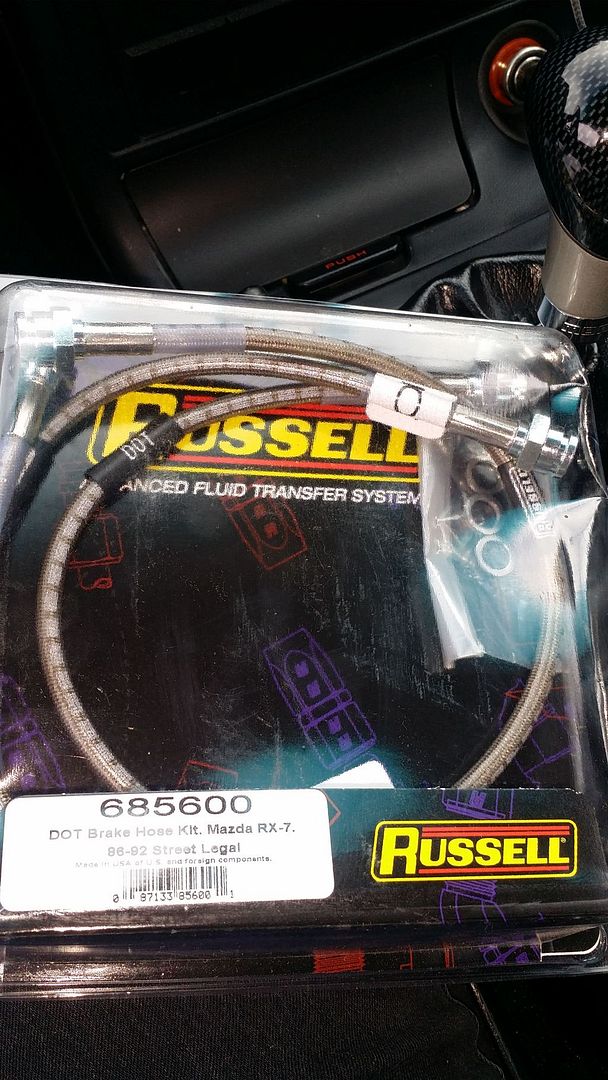 PUSH
O
DOT
RUSSELL
ANCED FLUID TRANSFER SYSTEM
685600
DOT Brake Hose Kit. Mazda RX-7.
86-92 Street Legal
Made in USA of U.S. and foreign components.
0 87133 85600 1
RUSSELL